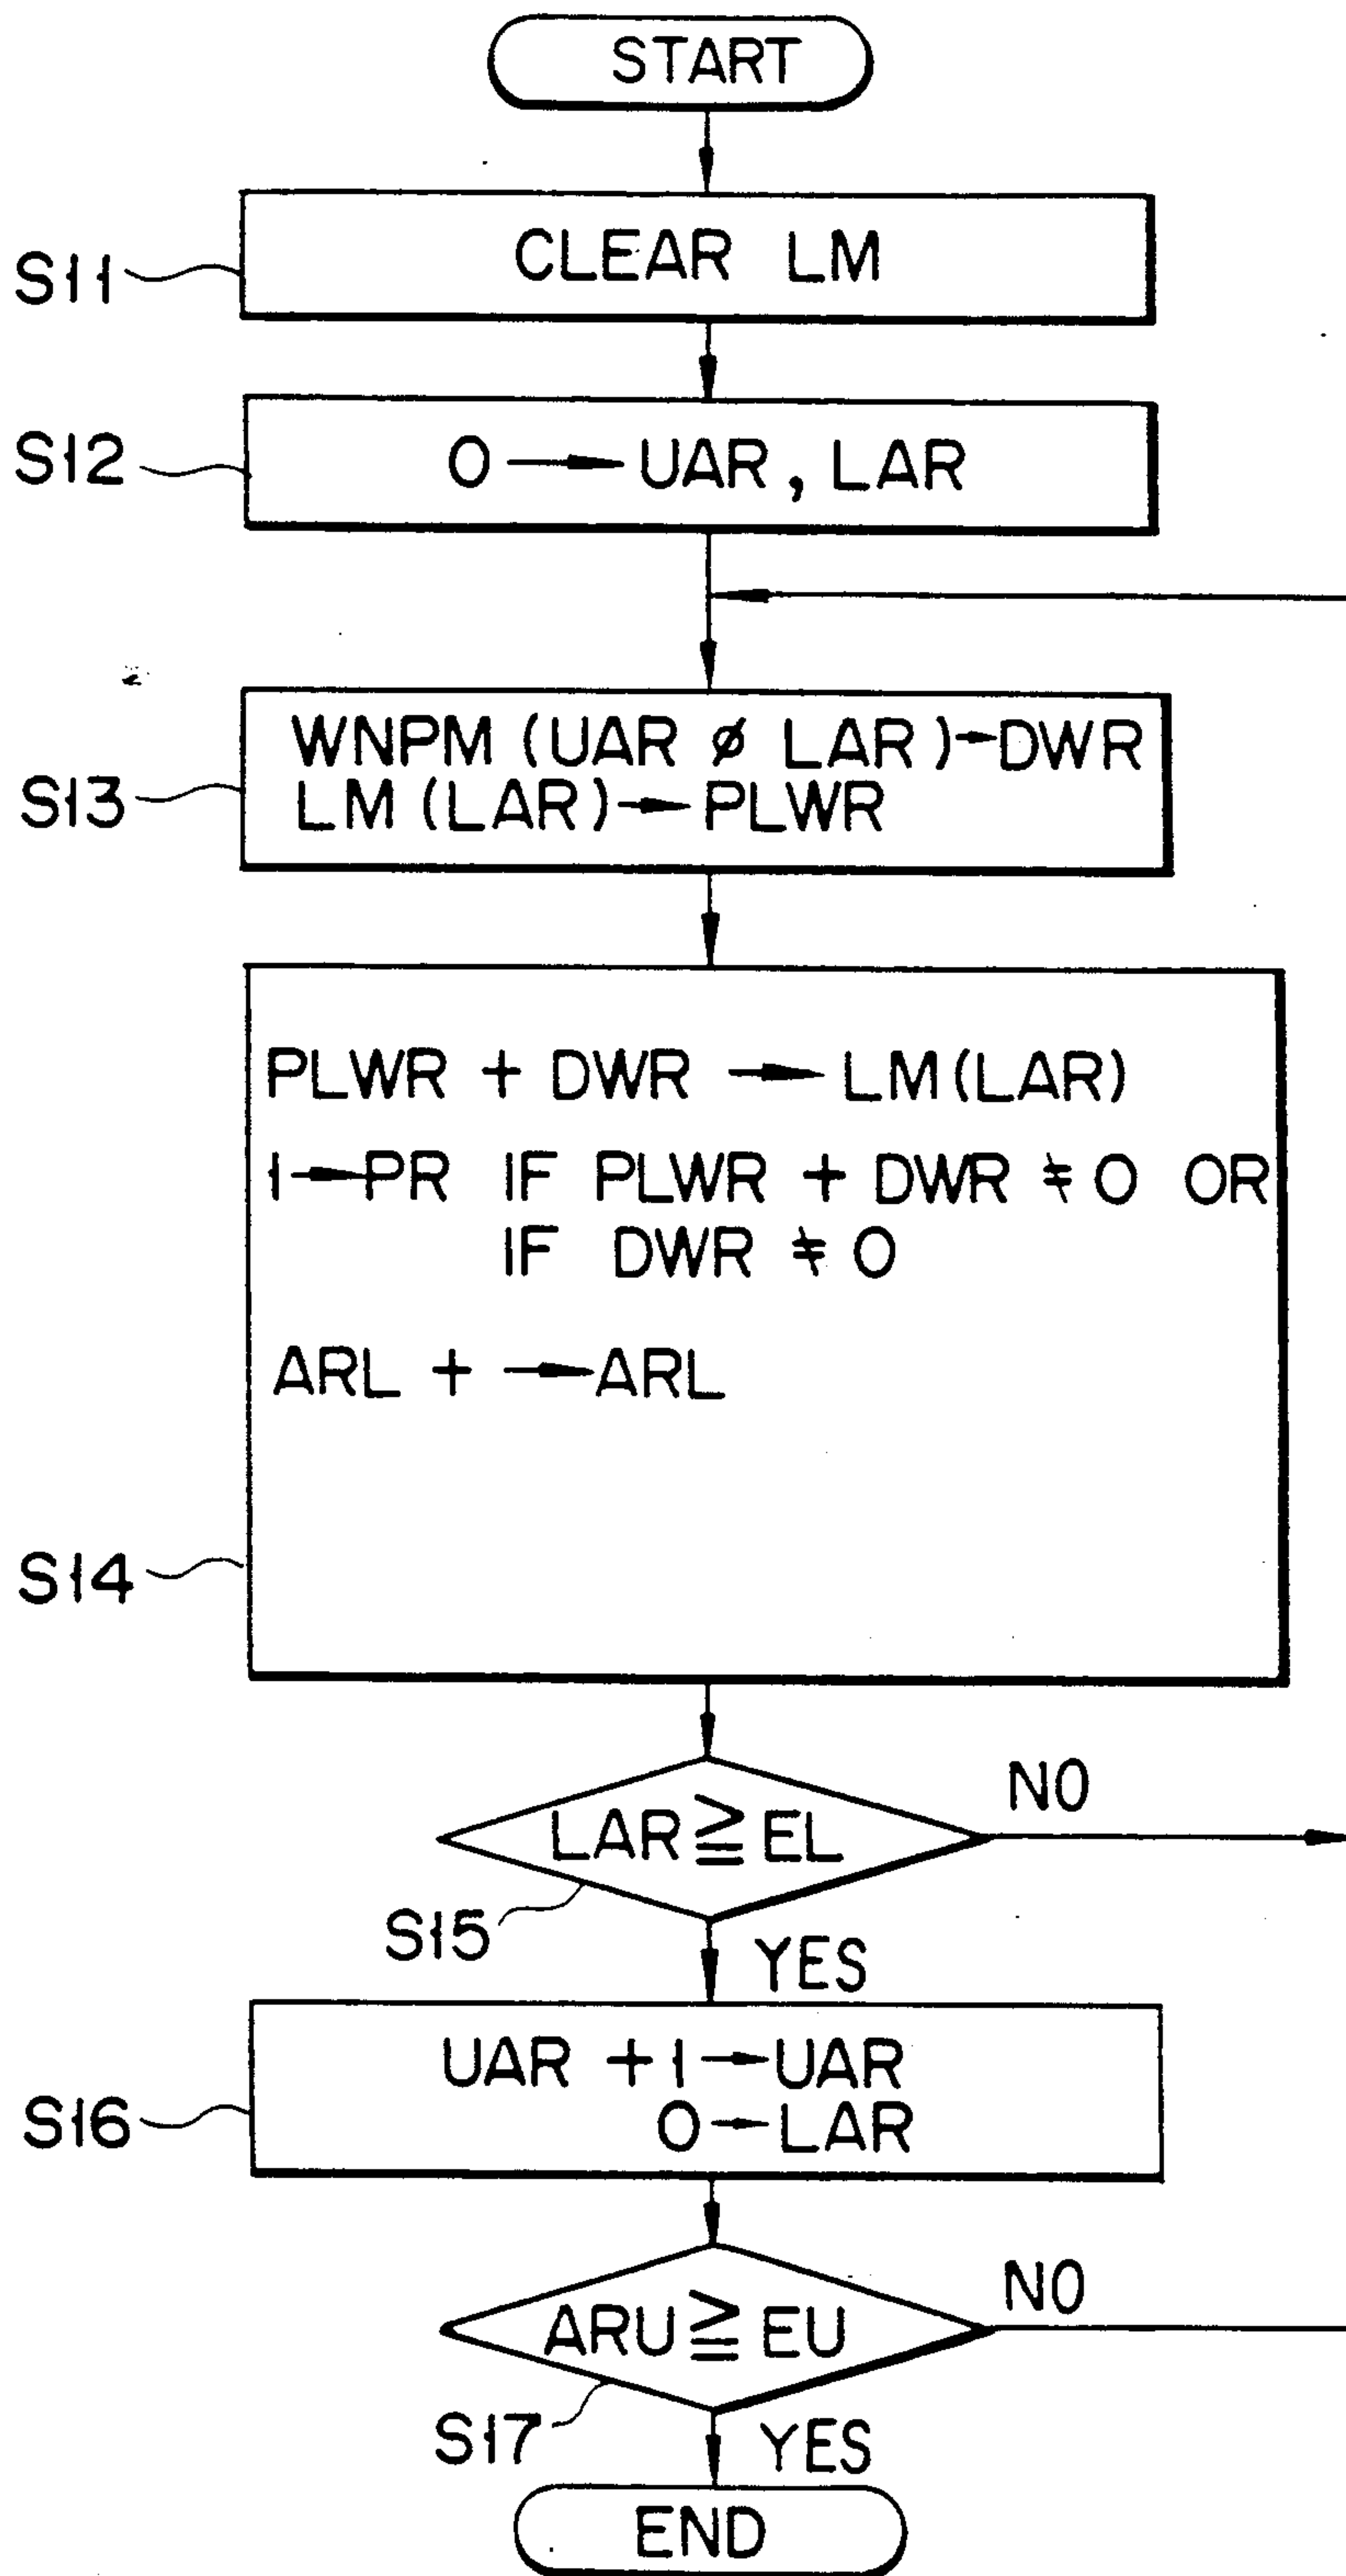 START
S11
CLEAR LM
S12
0 → UAR, LAR
S13
WNPM (UAR ∅ LAR) → DWR
LM (LAR) → PLWR
S14
PLWR + DWR → LM (LAR)
1 → PR IF PLWR + DWR ≠ 0 OR
IF DWR ≠ 0
ARL + → ARL
LAR ≧ EL
NO
S15
YES
S16
UAR + 1 → UAR
0 → LAR
ARU ≧ EU
NO
S17
YES
END